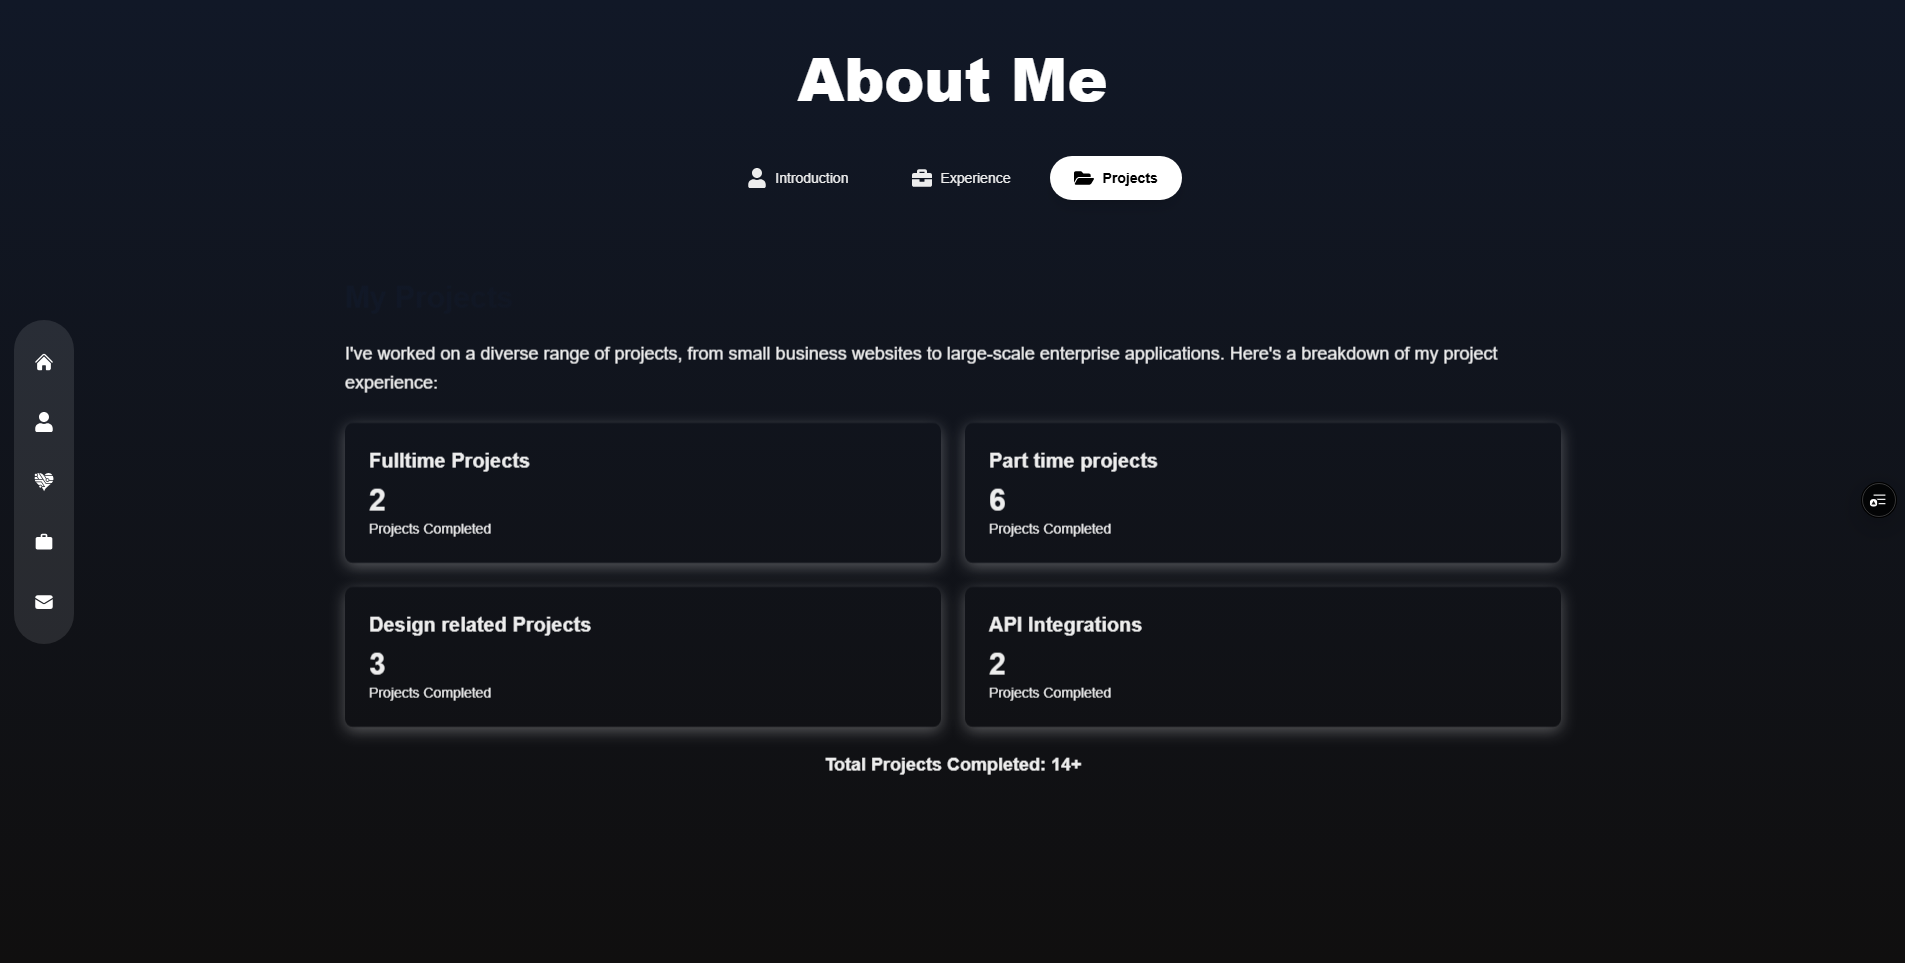 About Me
Introduction
Experience
Projects
My Projects
I've worked on a diverse range of projects, from small business websites to large-scale enterprise applications. Here's a breakdown of my project
experience:
Fulltime Projects
2
Projects Completed
Part time projects
6
Projects Completed
Design related Projects
3
Projects Completed
API Integrations
2
Projects Completed
Total Projects Completed: 14+